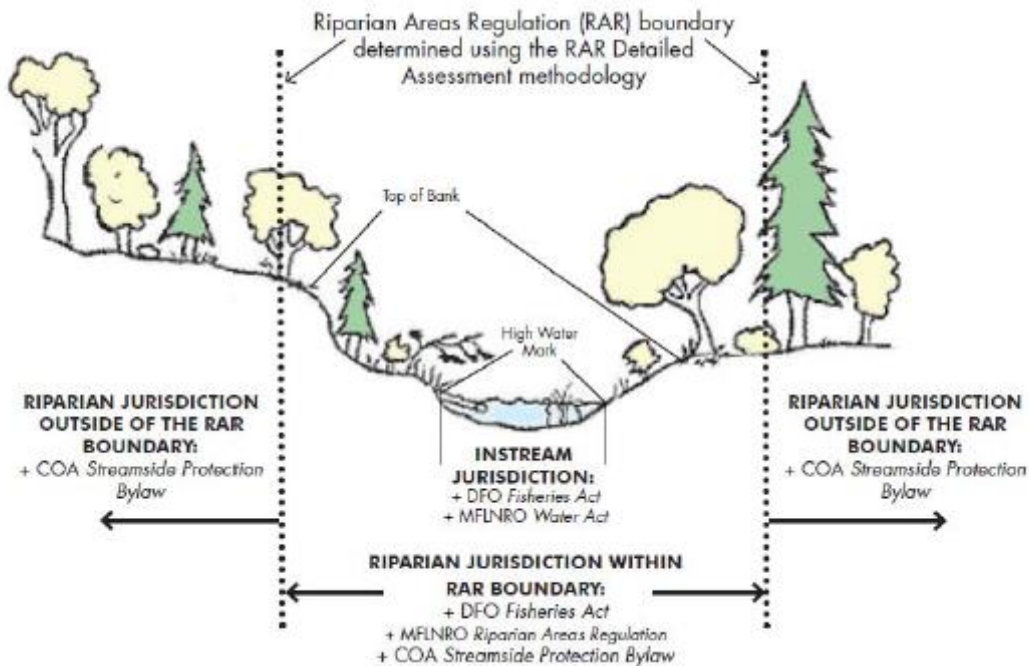 Riparian Areas Regulation (RAR) boundary
determined using the RAR Detailed
Assessment methodology
Top of Bank
High Water
Mark
RIPARIAN JURISDICTION
OUTSIDE OF THE RAR
BOUNDARY:
+ COA Streamside Protection
Bylaw
INSTREAM
JURISDICTION:
+ DFO Fisheries Act
+ MFLNRO Water Act
RIPARIAN JURISDICTION
OUTSIDE OF THE RAR
BOUNDARY:
+ COA Streamside Protection
Bylaw
RIPARIAN JURISDICTION WITHIN
RAR BOUNDARY:
+ DFO Fisheries Act
+ MFLNRO Riparian Areas Regulation
+ COA Streamside Protection Bylaw